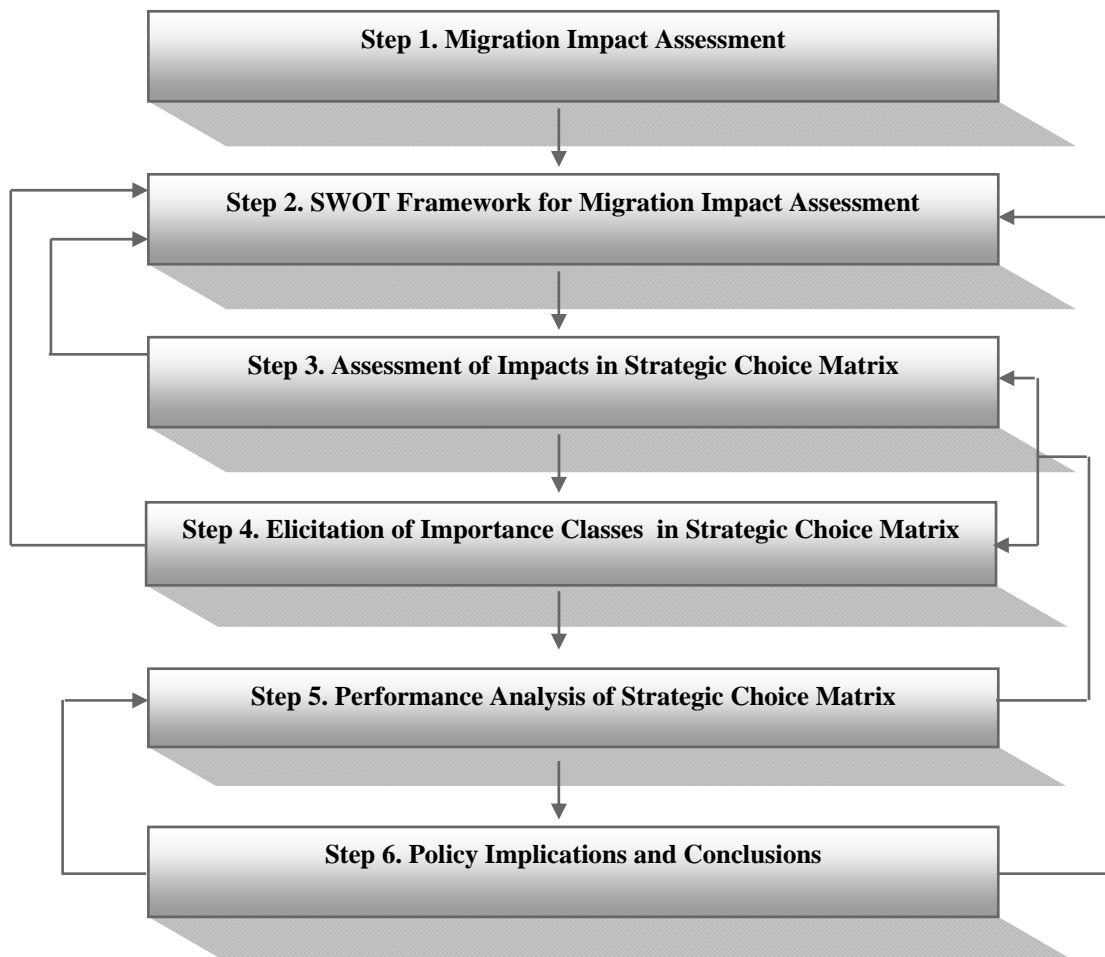 Step 1. Migration Impact Assessment
Step 2. SWOT Framework for Migration Impact Assessment
Step 3. Assessment of Impacts in Strategic Choice Matrix
Step 4. Elicitation of Importance Classes  in Strategic Choice Matrix
Step 5. Performance Analysis of Strategic Choice Matrix
Step 6. Policy Implications and Conclusions